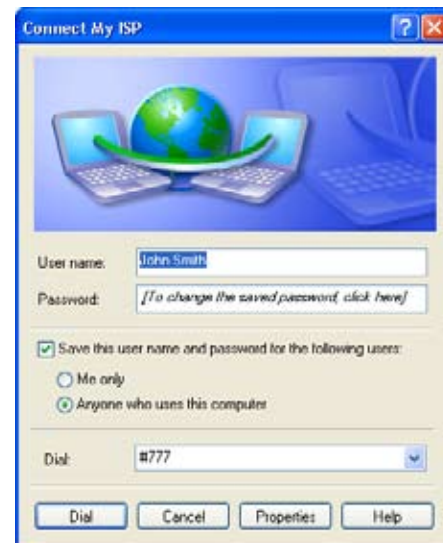 Connect My ISP
User name: John Smith
Password: [To change the saved password, click here]
Save this user name and password for the following users:
Me only
Anyone who uses this computer
Dial: #777
Dial Cancel Properties Help